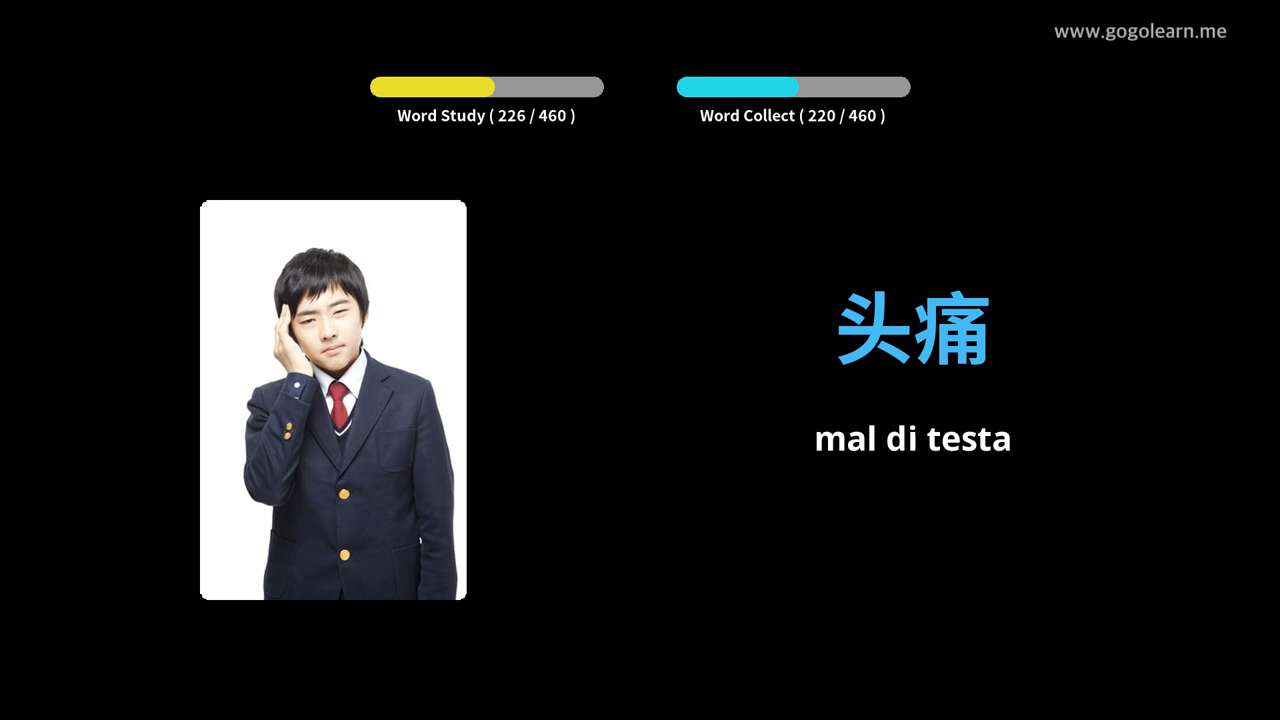 www.gogolearn.me
Word Study ( 226 / 460 )
Word Collect ( 220 / 460 )
头痛
mal di testa